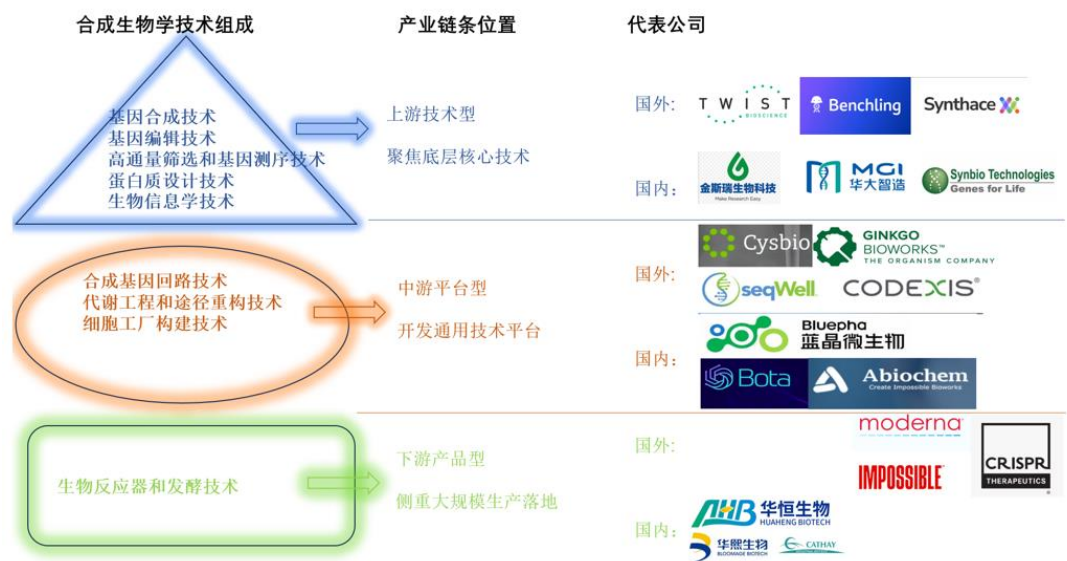 合成生物学技术组成
产业链条位置
代表公司
基因合成技术
基因编辑技术
高通量筛选和基因测序技术
蛋白质设计技术
生物信息学技术
上游技术型
聚焦底层核心技术
国外:
TWIST
BIOSCIENCE
Benchling
Synthace
国内:
金斯瑞生物科技
Make Research Easy
MGI
华大智造
Synbio Technologies
Genes for Life
合成基因回路技术
代谢工程和途径重构技术
细胞工厂构建技术
中游平台型
开发通用技术平台
国外:
Cysbio
GINKGO
BIOWORKS™
THE ORGANISM COMPANY
seqWell
CODEXIS®
国内:
Bluepha
蓝晶微生物
Bota
Abiochem
Create Impossible Bioworks
生物反应器和发酵技术
下游产品型
侧重大规模生产落地
国外:
moderna
IMPOSSIBLE
CRISPR
THERAPEUTICS
国内:
AHB
华恒生物
HUAHENG BIOTECH
华熙生物
BLOOMAGE BIOTECH
CATHAY